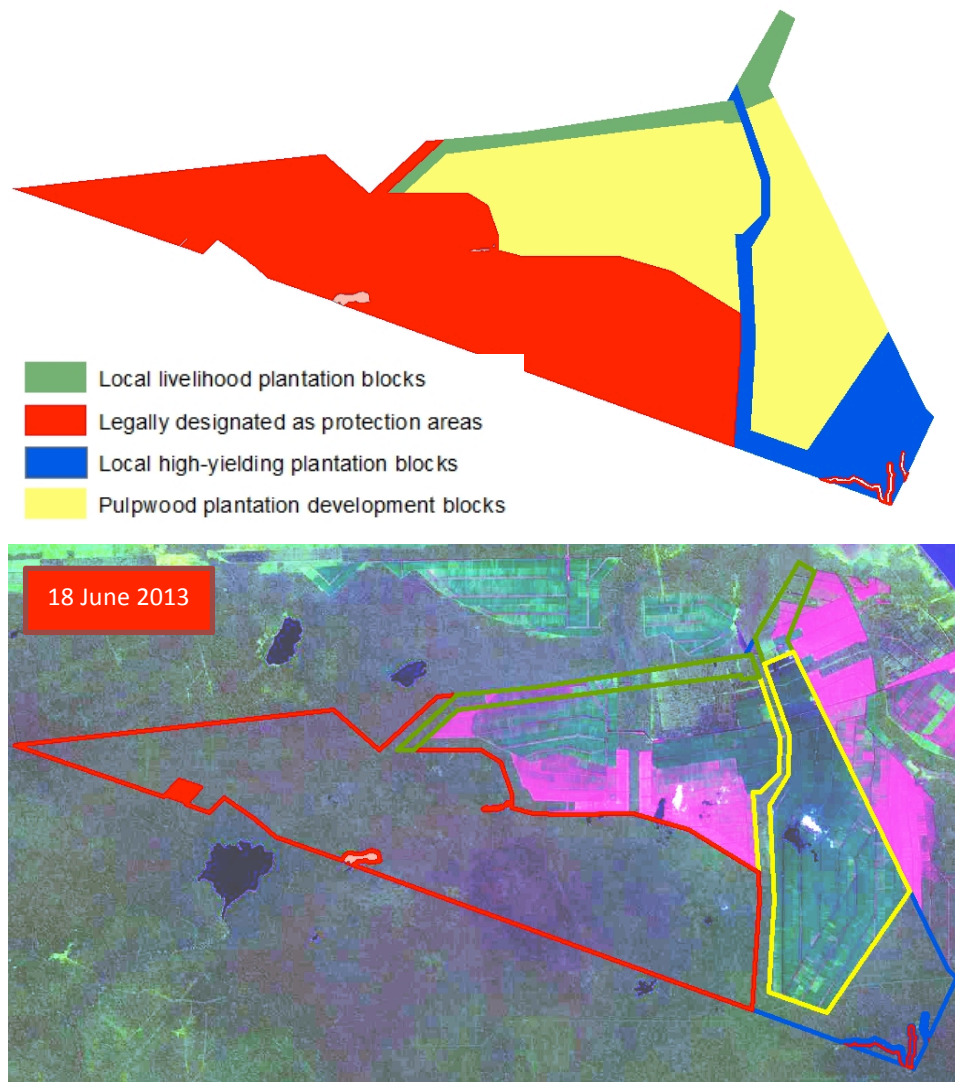 Local livelihood plantation blocks
Legally designated as protection areas
Local high-yielding plantation blocks
Pulpwood plantation development blocks
18 June 2013